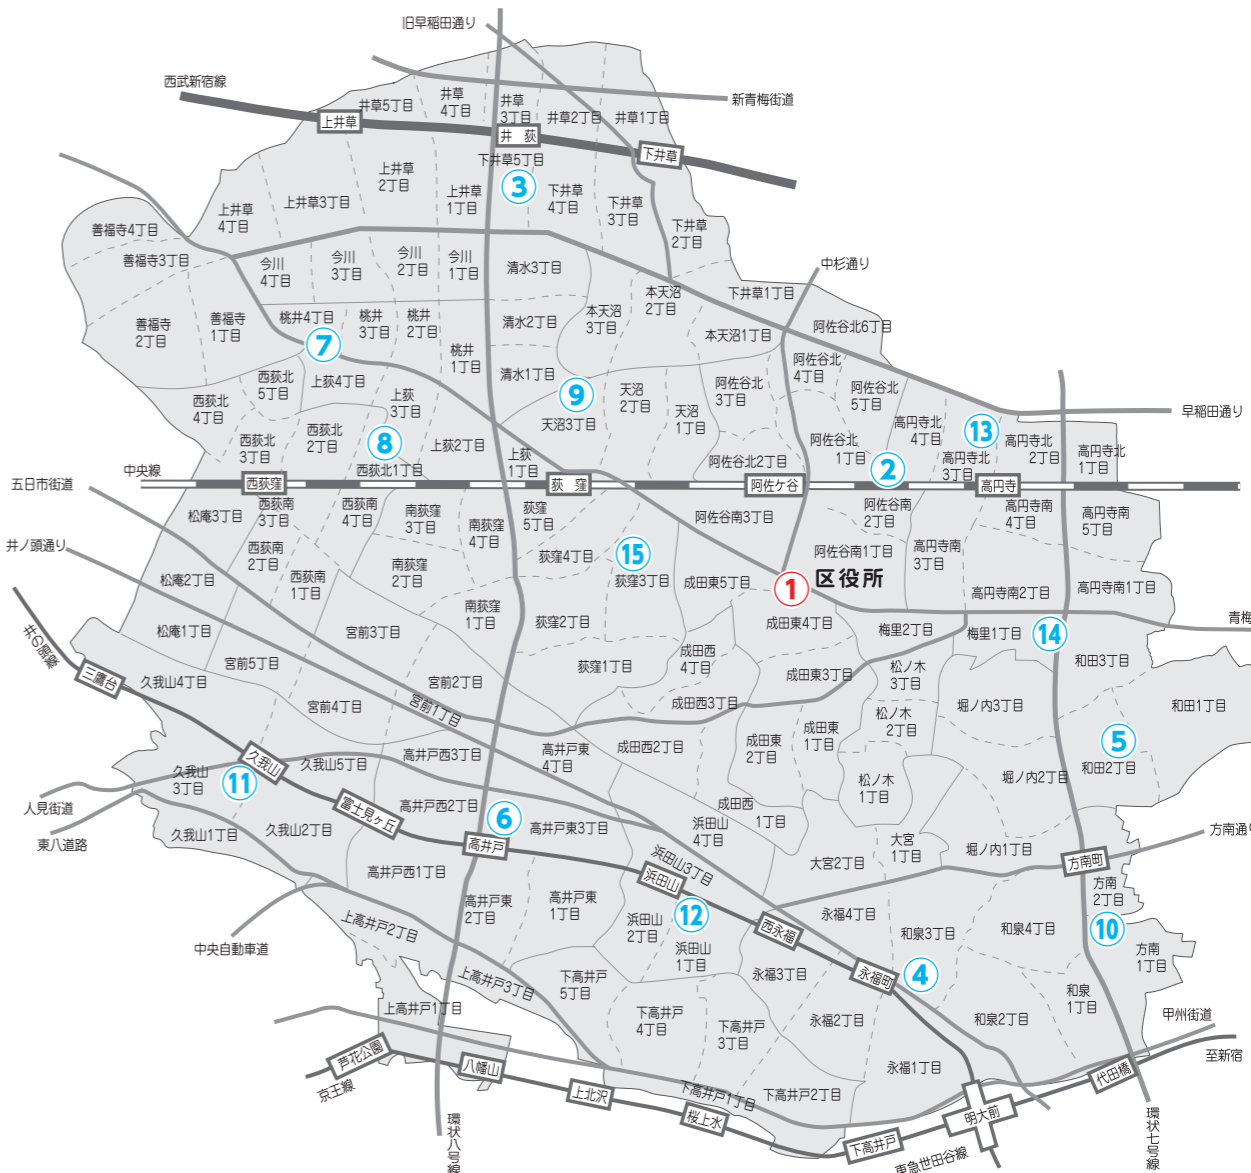 旧早稲田通り
西武新宿線
新青梅街道
井草5丁目
井草
4丁目
井草
3丁目
井草2丁目
井草1丁目
上井草
井 荻
下井草
下井草5丁目
③
上井草
2丁目
上井草3丁目
上井草
4丁目
上井草
1丁目
下井草
4丁目
下井草
3丁目
下井草
2丁目
善福寺4丁目
善福寺3丁目
今川
4丁目
今川
3丁目
今川
2丁目
今川
1丁目
清水3丁目
中杉通り
下井草1丁目
本天沼
2丁目
本天沼
3丁目
本天沼1丁目
善福寺
2丁目
善福寺
1丁目
桃井4丁目
桃井
3丁目
桃井
2丁目
桃井
1丁目
清水2丁目
清水1丁目
阿佐谷北6丁目
⑦
西荻北
5丁目
上荻4丁目
西荻北
4丁目
上荻
3丁目
⑨
天沼3丁目
天沼
2丁目
天沼
1丁目
阿佐谷北
3丁目
阿佐谷北
4丁目
阿佐谷北
5丁目
早稲田通り
西荻北
3丁目
西荻北
2丁目
⑧
上荻2丁目
西荻北1丁目
上荻
1丁目
阿佐谷北2丁目
阿佐谷北
1丁目
②
高円寺北
4丁目
⑬
高円寺北
3丁目
高円寺北
2丁目
高円寺北
1丁目
中央線
西荻窪
荻 窪
阿佐ケ谷
高円寺
五日市街道
松庵3丁目
西荻南
3丁目
西荻南
4丁目
南荻窪
3丁目
南荻窪
4丁目
荻窪
5丁目
阿佐谷南3丁目
阿佐谷南
2丁目
高円寺南
4丁目
高円寺南
5丁目
井ノ頭通り
西荻南
2丁目
西荻南
1丁目
南荻窪
2丁目
荻窪4丁目
⑮
荻窪3丁目
阿佐谷南1丁目
高円寺南
3丁目
松庵2丁目
成田東5丁目
①
区役所
高円寺南2丁目
高円寺南1丁目
南荻窪
1丁目
荻窪2丁目
成田東4丁目
青梅
松庵1丁目
宮前3丁目
梅里2丁目
梅里1丁目
⑭
井の頭線
三鷹台
宮前5丁目
久我山4丁目
宮前2丁目
荻窪1丁目
成田西
4丁目
成田東3丁目
松ノ木
3丁目
和田3丁目
宮前4丁目
宮前1丁目
成田西3丁目
堀ノ内3丁目
和田1丁目
松ノ木
2丁目
成田東
1丁目
成田東
2丁目
成田西2丁目
高井戸東
4丁目
高井戸西3丁目
⑤
和田2丁目
久我山
久我山5丁目
久我山
3丁目
⑪
堀ノ内2丁目
松ノ木
1丁目
人見街道
東八道路
久我山1丁目
久我山2丁目
富士見ヶ丘
高井戸西2丁目
⑥
高井戸東3丁目
成田西
1丁目
浜田山
4丁目
高井戸
浜田山3丁目
大宮2丁目
大宮
1丁目
堀ノ内1丁目
方南通り
方南町
高井戸西1丁目
浜田山
方南
2丁目
高井戸東
2丁目
高井戸東
1丁目
⑫
浜田山
2丁目
浜田山
1丁目
西永福
永福4丁目
和泉3丁目
和泉4丁目
⑩
方南
1丁目
中央自動車道
上高井戸2丁目
上高井戸3丁目
下高井戸
5丁目
永福3丁目
永福町
④
和泉
1丁目
上高井戸1丁目
下高井戸
4丁目
下高井戸
3丁目
永福2丁目
和泉2丁目
甲州街道
芦花公園
至新宿
八幡山
永福1丁目
代田橋
京王線
上北沢
下高井戸1丁目
下高井戸2丁目
桜上水
明大前
環状八号線
下高井戸
東急世田谷線
環状七号線